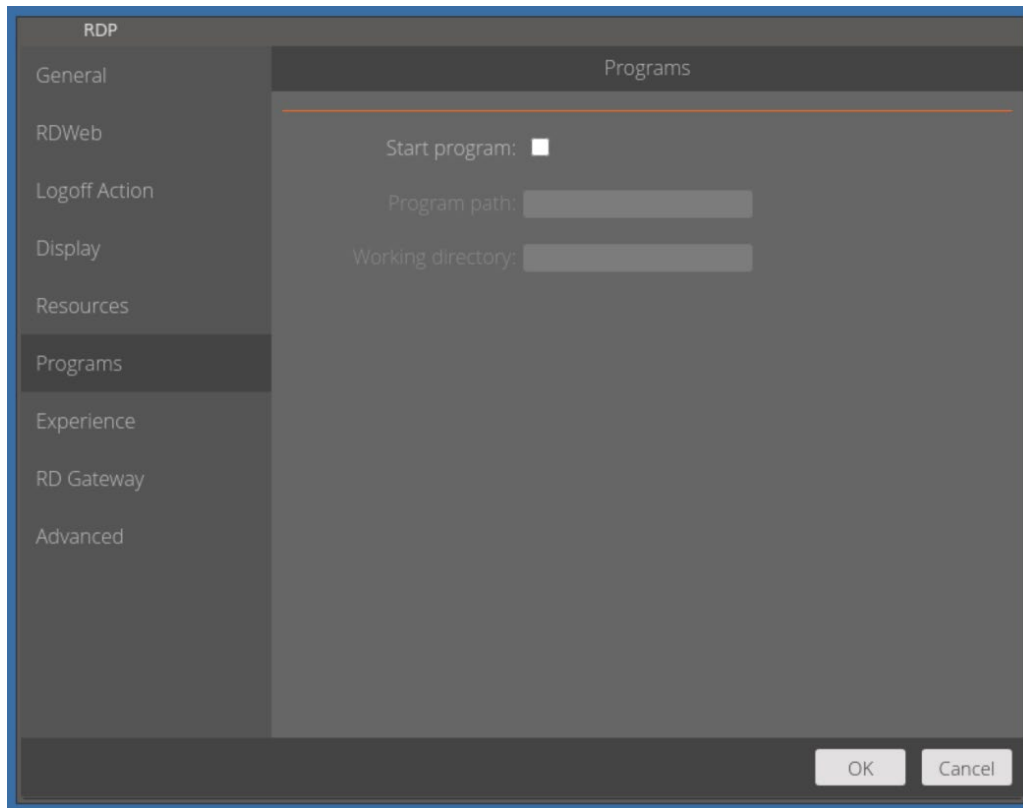 RDP
General
RDWeb
Logoff Action
Display
Resources
Programs
Experience
RD Gateway
Advanced
Programs
Start program:
Program path:
Working directory:
OK
Cancel